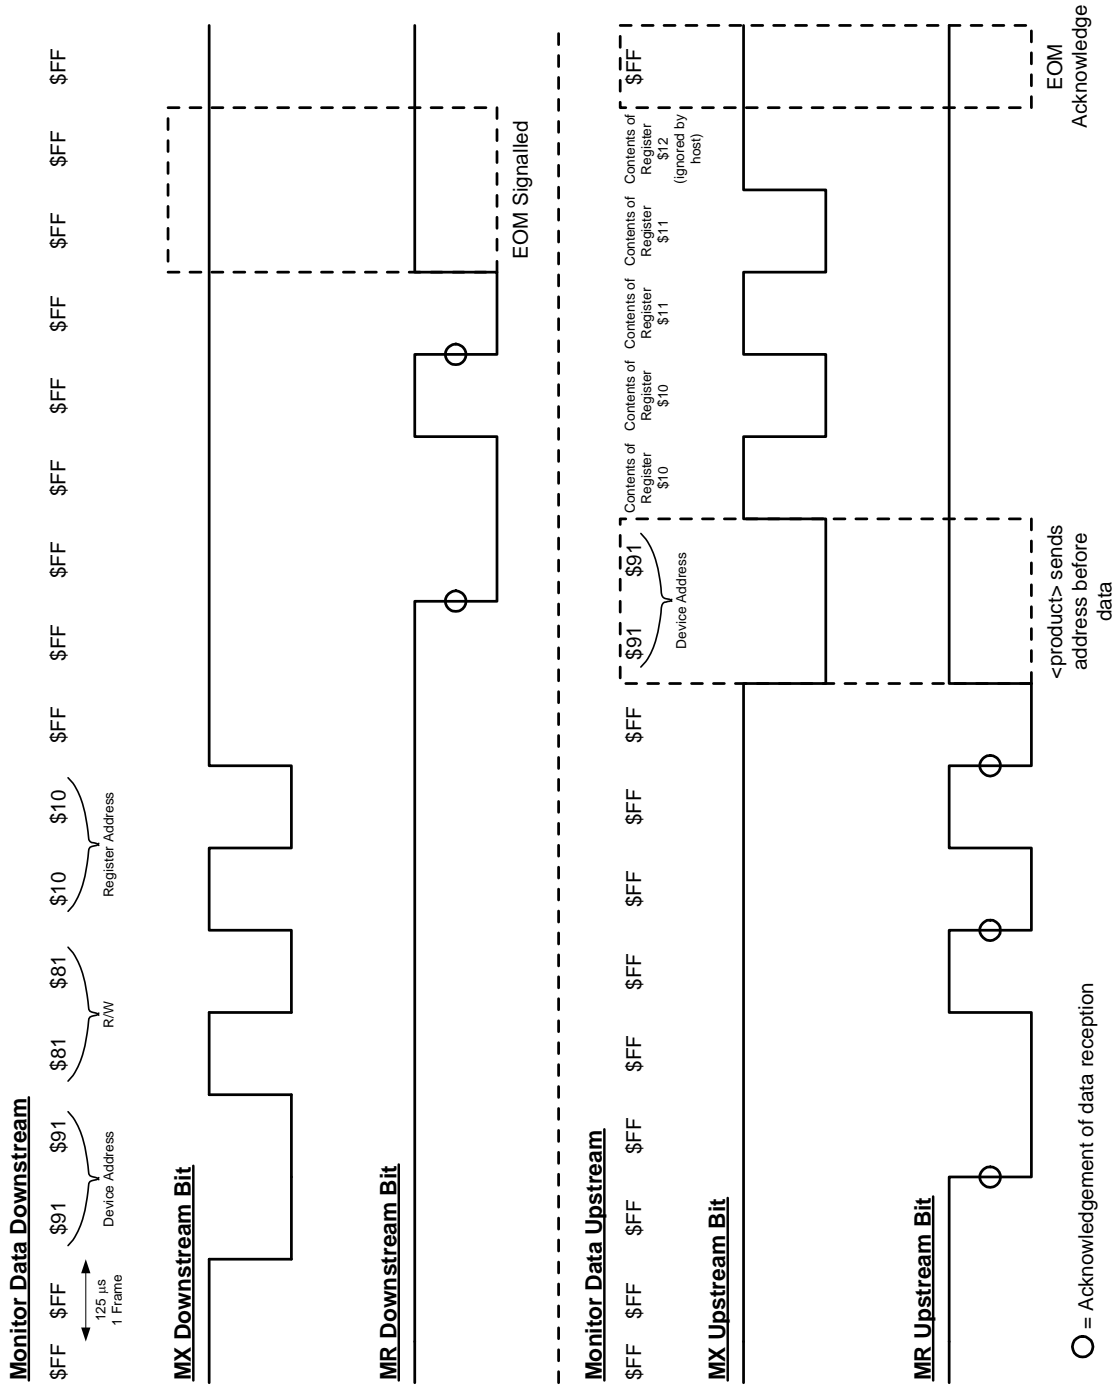 Monitor Data Downstream
$FF $FF $91 $91 $81 $81 $10 $10 $FF $FF $FF $FF $FF $FF $FF $FF $FF
125 µs
1 Frame
Device Address
R/W
Register Address
MX Downstream Bit
MR Downstream Bit
EOM Signalled
Monitor Data Upstream
$FF $FF $FF $FF $FF $FF $FF $FF $FF $91 $91
Device Address
Contents of
Register
$10
Contents of
Register
$10
Contents of
Register
$11
Contents of
Register
$11
Contents of
Register
$12
(ignored by
host)
$FF
MX Upstream Bit
MR Upstream Bit
<product> sends
address before
data
EOM
Acknowledge
= Acknowledgement of data reception